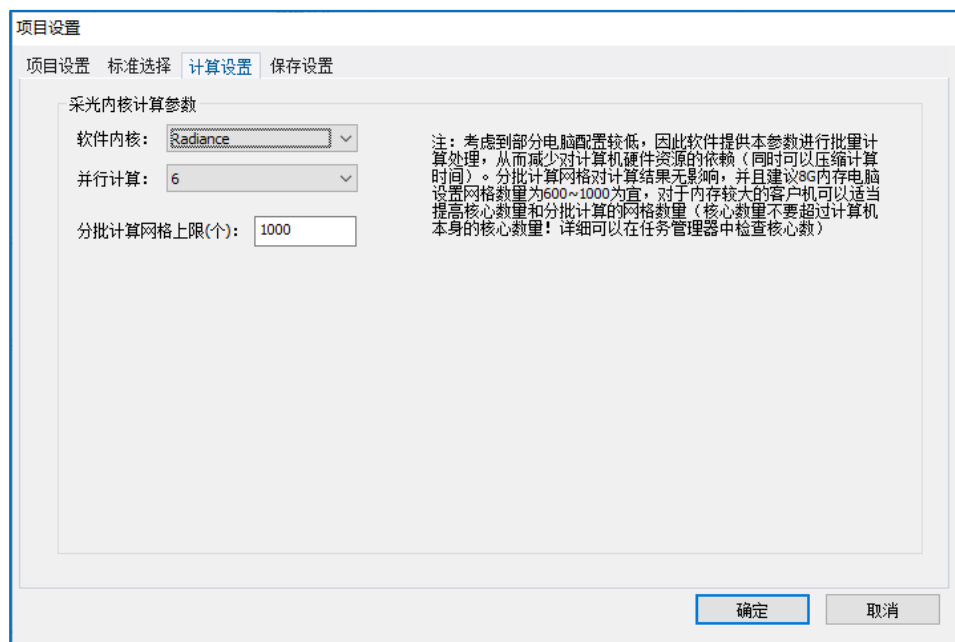 项目设置
项目设置 标准选择 计算设置 保存设置
采光内核计算参数
软件内核： Radiance
并行计算： 6
分批计算网格上限(个)： 1000
注：考虑到部分电脑配置较低，因此软件提供本参数进行批量计
算处理，从而减少对计算机硬件资源的依赖（同时可以压缩计算
时间）。分批计算网格对计算结果无影响，并且建议8G内存电脑
设置网格数量为600~1000为宜，对于内存较大的客户机可以适当
提高核心数量和分批计算的网格数量（核心数量不要超过计算机
本身的核心数量！详细可以在任务管理器中检查核心数）
确定 取消